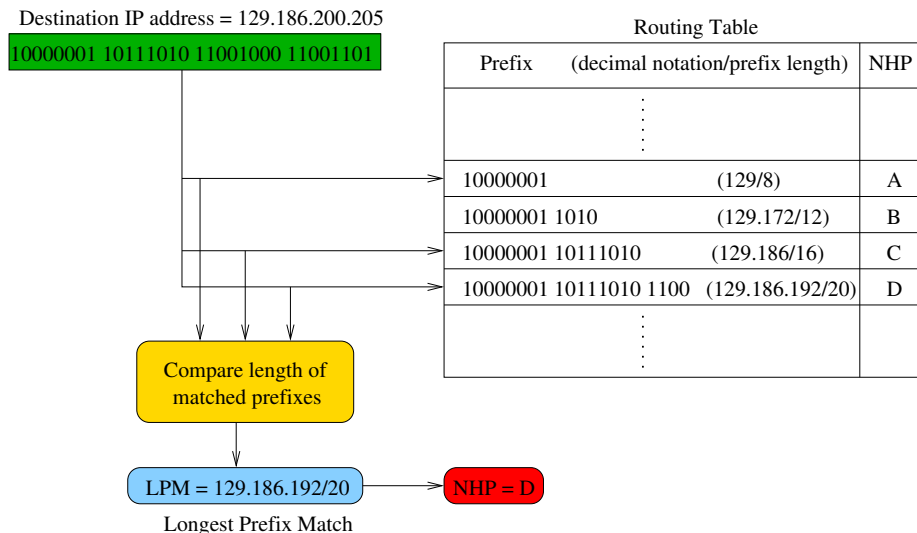 Destination IP address = 129.186.200.205
10000001 10111010 11001000 11001101
Routing Table
Prefix (decimal notation/prefix length) NHP
10000001 (129/8) A
10000001 1010 (129.172/12) B
10000001 10111010 (129.186/16) C
10000001 10111010 1100 (129.186.192/20) D
Compare length of
matched prefixes
LPM = 129.186.192/20
NHP = D
Longest Prefix Match